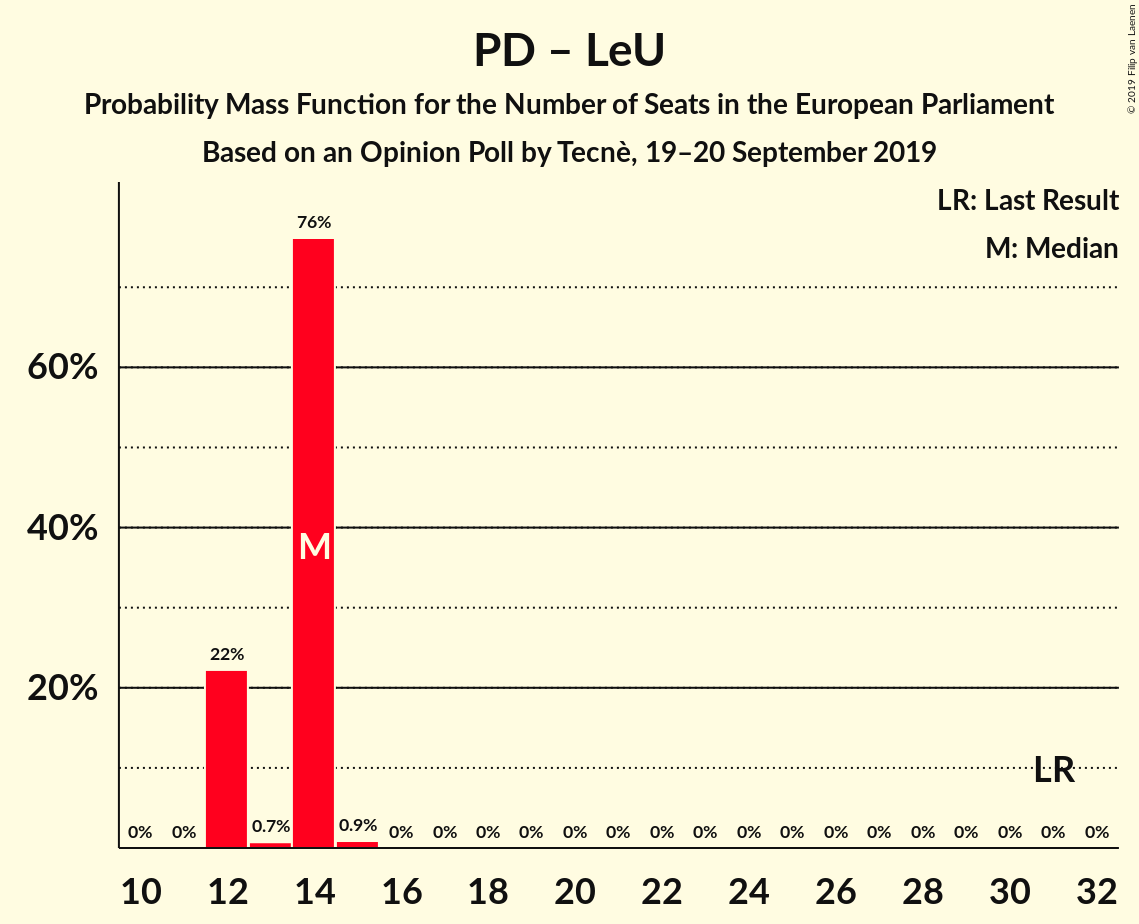 PD – LeU
Probability Mass Function for the Number of Seats in the European Parliament
Based on an Opinion Poll by Tecnè, 19–20 September 2019
© 2019 Filip van Laenen
LR: Last Result
M: Median
76%
60%
40%
M
22%
20%
LR
0% 0% 0.7% 0.9% 0% 0% 0% 0% 0% 0% 0% 0% 0% 0% 0% 0% 0% 0% 0% 0% 0%
10 12 14 16 18 20 22 24 26 28 30 32